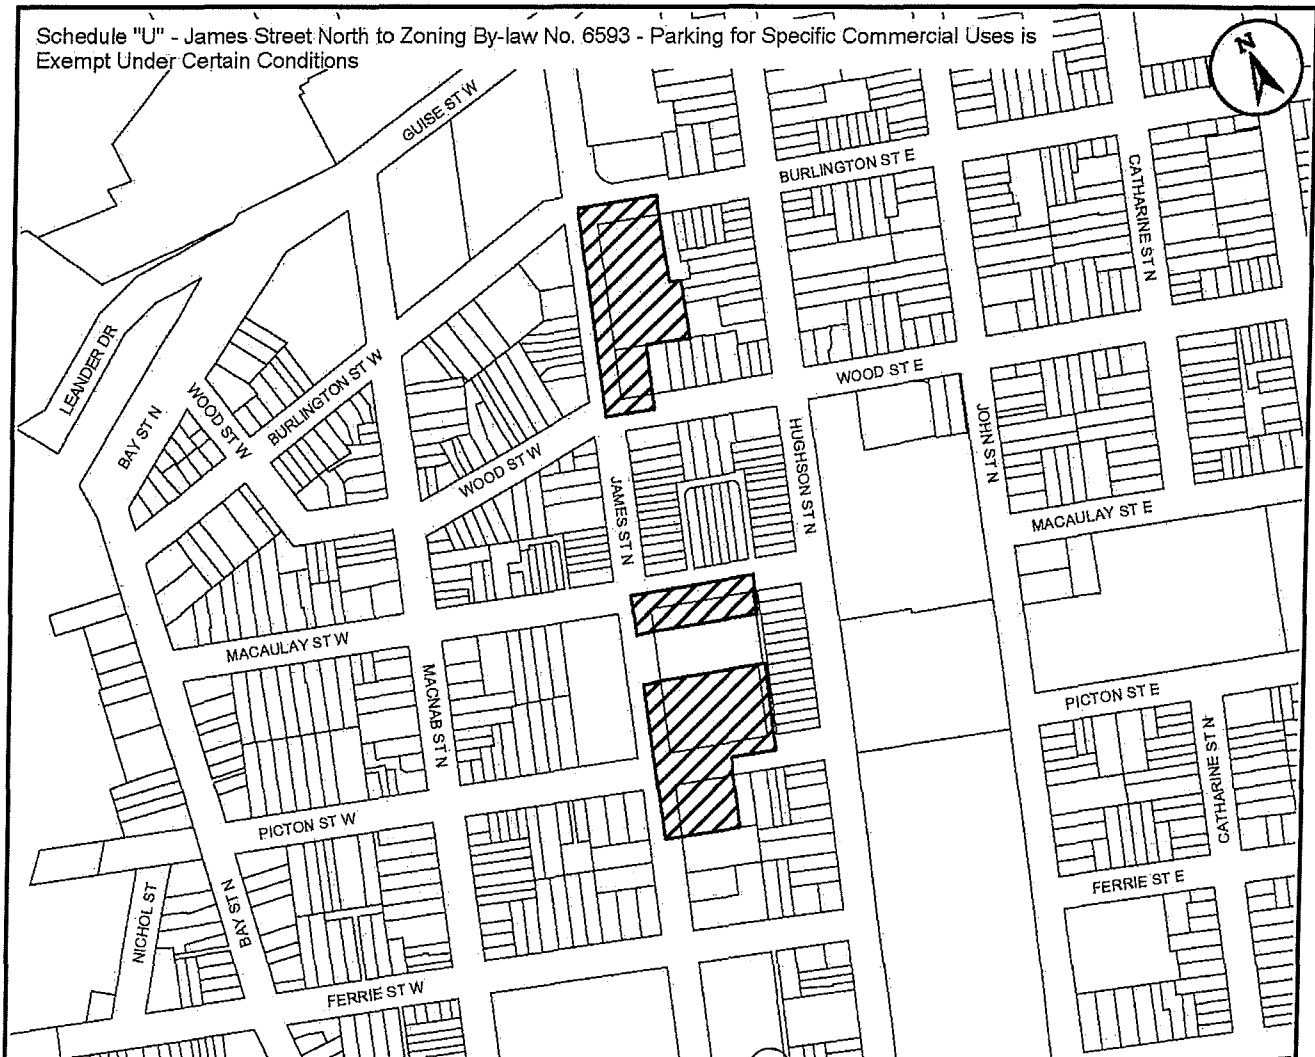 Schedule "U" - James Street North to Zoning By-law No. 6593 - Parking for Specific Commercial Uses is
Exempt Under Certain Conditions
N
GUISE ST W
BURLINGTON ST E
CATHARINE ST N
LEANDER DR
BAY ST N
WOOD ST W
BURLINGTON ST W
WOOD ST E
WOOD ST W
JAMES ST N
HUGHSON ST N
JOHN ST N
MACAULAY ST E
MACAULAY ST W
MACNAB ST N
PICTON ST E
CATHARINE ST N
PICTON ST W
NICHOL ST
BAY ST N
FERRIE ST E
FERRIE ST W